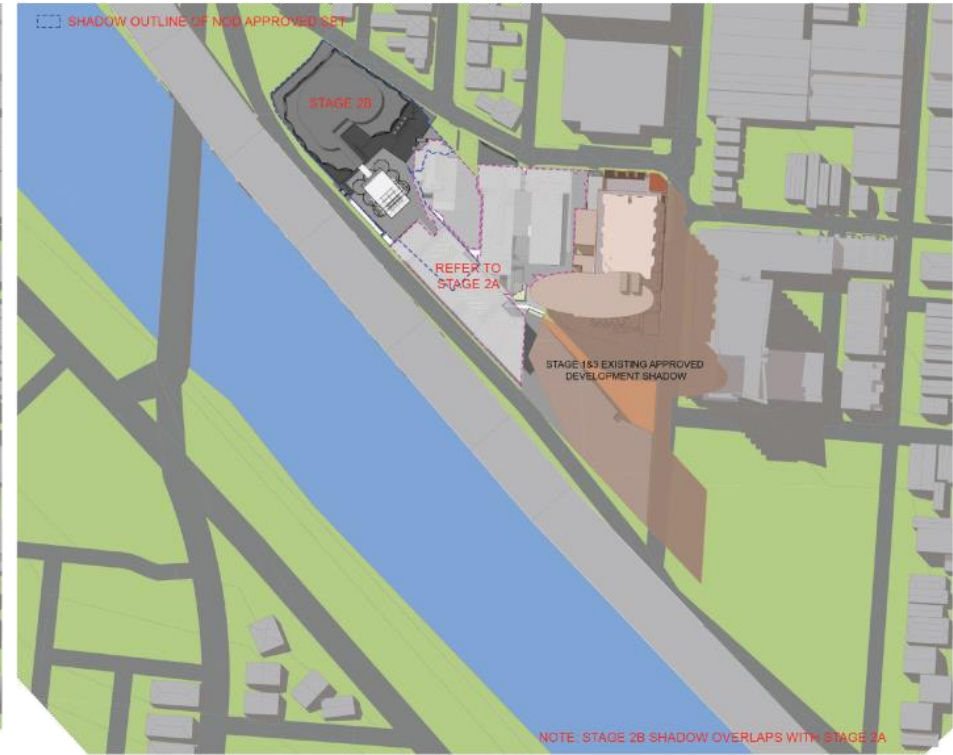 SHADOW OUTLINE OF NOD APPROVED SET
STAGE 2B
REFER TO
STAGE 2A
STAGE 1&3 EXISTING APPROVED
DEVELOPMENT SHADOW
NOTE: STAGE 2B SHADOW OVERLAPS WITH STAGE 2A